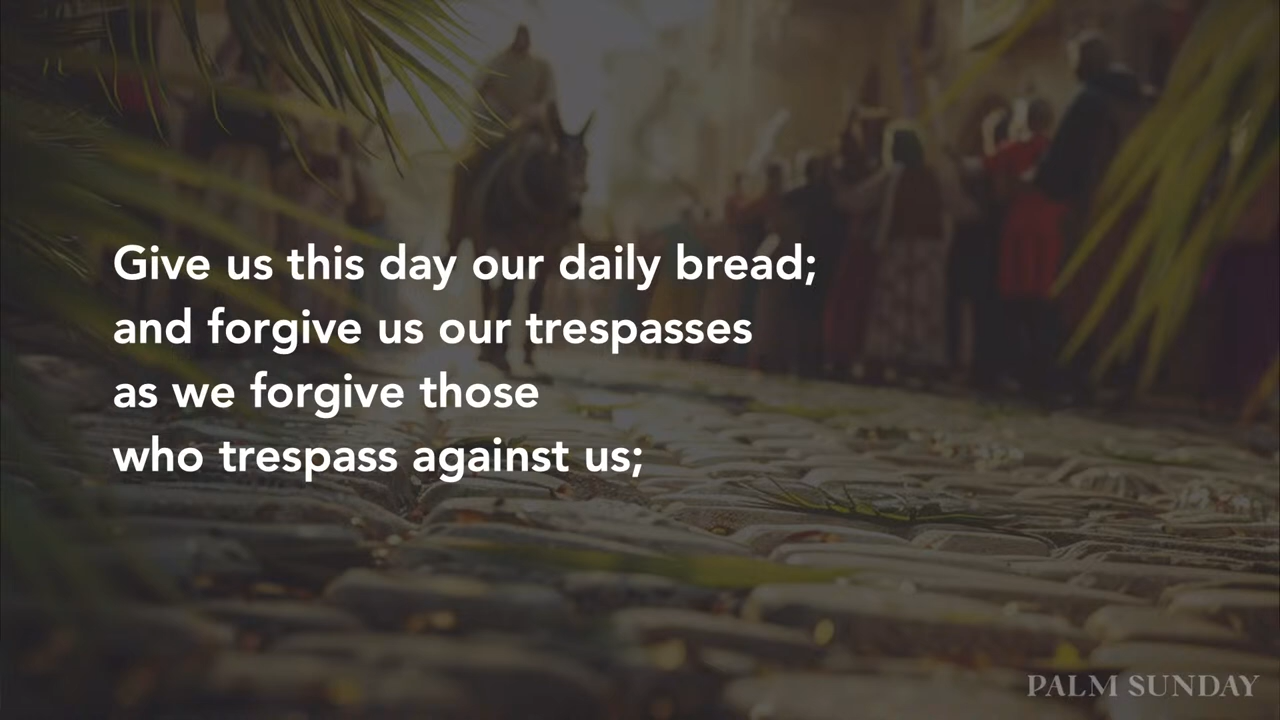 Give us this day our daily bread;
and forgive us our trespasses
as we forgive those
who trespass against us;
PALM SUNDAY